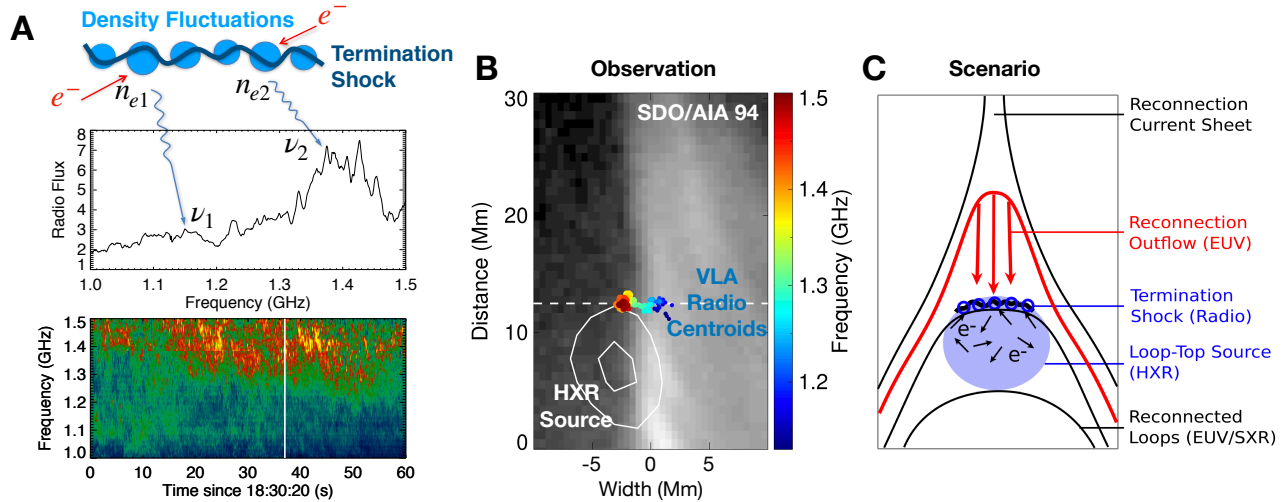 A
Density Fluctuations
e⁻
Termination
Shock
e⁻
nₑ₁
nₑ₂
ν₂
ν₁
8
7
6
5
4
3
2
1
Radio Flux
1.0
1.1
1.2
1.3
1.4
1.5
Frequency (GHz)
1.5
1.4
1.3
1.2
1.1
1.0
Frequency (GHz)
0
10
20
30
40
50
60
Time since 18:30:20 (s)
B
Observation
SDO/AIA 94
30
20
10
0
Distance (Mm)
VLA
Radio
Centroids
HXR
Source
-5
0
5
Width (Mm)
1.5
1.4
1.3
1.2
Frequency (GHz)
C
Scenario
Reconnection
Current Sheet
Reconnection
Outflow (EUV)
Termination
Shock (Radio)
Loop-Top Source
(HXR)
Reconnected
Loops (EUV/SXR)
e-
e-